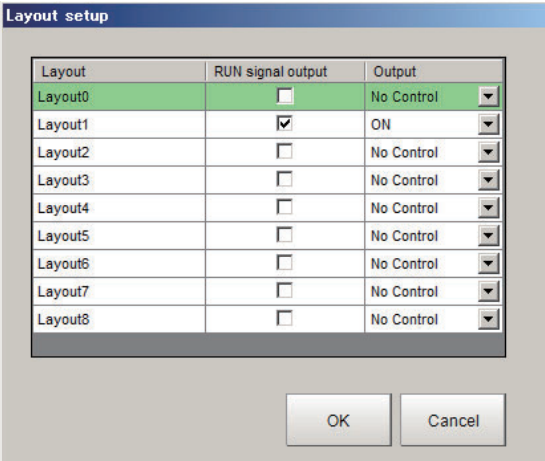 Layout setup
Layout RUN signal output Output
Layout0 No Control
Layout1 ON
Layout2 No Control
Layout3 No Control
Layout4 No Control
Layout5 No Control
Layout6 No Control
Layout7 No Control
Layout8 No Control
OK Cancel